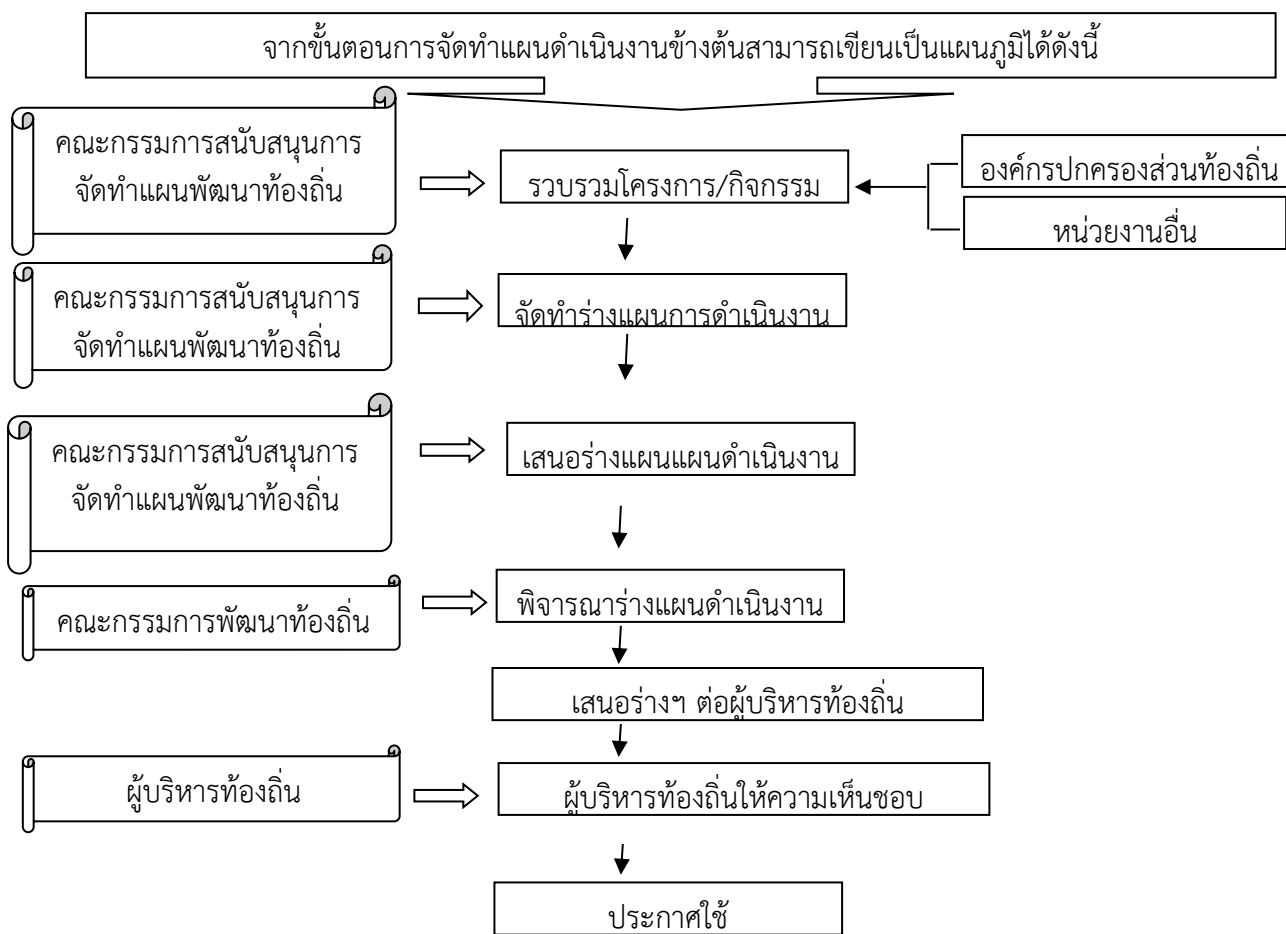 จากขั้นตอนการจัดทำแผนดำเนินงานข้างต้นสามารถเขียนเป็นแผนภูมิได้ดังนี้
คณะกรรมการสนับสนุนการ
จัดทำแผนพัฒนาท้องถิ่น
รวบรวมโครงการ/กิจกรรม
องค์กรปกครองส่วนท้องถิ่น
หน่วยงานอื่น
คณะกรรมการสนับสนุนการ
จัดทำแผนพัฒนาท้องถิ่น
จัดทำร่างแผนการดำเนินงาน
คณะกรรมการสนับสนุนการ
จัดทำแผนพัฒนาท้องถิ่น
เสนอร่างแผนแผนดำเนินงาน
คณะกรรมการพัฒนาท้องถิ่น
พิจารณาร่างแผนดำเนินงาน
เสนอร่างฯ ต่อผู้บริหารท้องถิ่น
ผู้บริหารท้องถิ่น
ผู้บริหารท้องถิ่นให้ความเห็นชอบ
ประกาศใช้